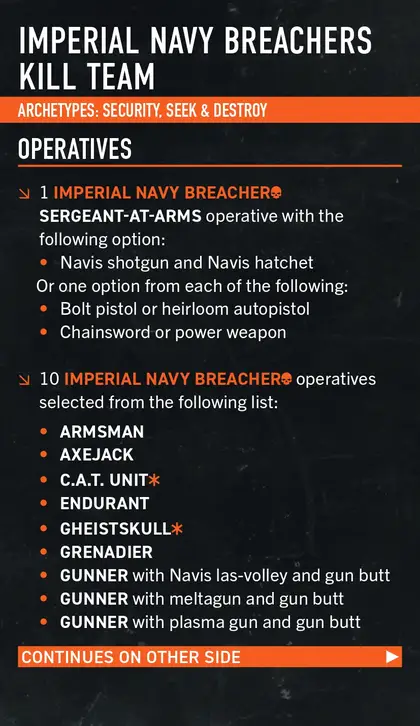 IMPERIAL NAVY BREACHERS
KILL TEAM
ARCHETYPES: SECURITY, SEEK & DESTROY
OPERATIVES
↘ 1 IMPERIAL NAVY BREACHER💀
SERGEANT-AT-ARMS operative with the
following option:
• Navis shotgun and Navis hatchet
Or one option from each of the following:
• Bolt pistol or heirloom autopistol
• Chainsword or power weapon
↘ 10 IMPERIAL NAVY BREACHER💀 operatives
selected from the following list:
• ARMSMAN
• AXEJACK
• C.A.T. UNIT*
• ENDURANT
• GHEISTSKULL*
• GRENADIER
• GUNNER with Navis las-volley and gun butt
• GUNNER with meltagun and gun butt
• GUNNER with plasma gun and gun butt
CONTINUES ON OTHER SIDE ▶